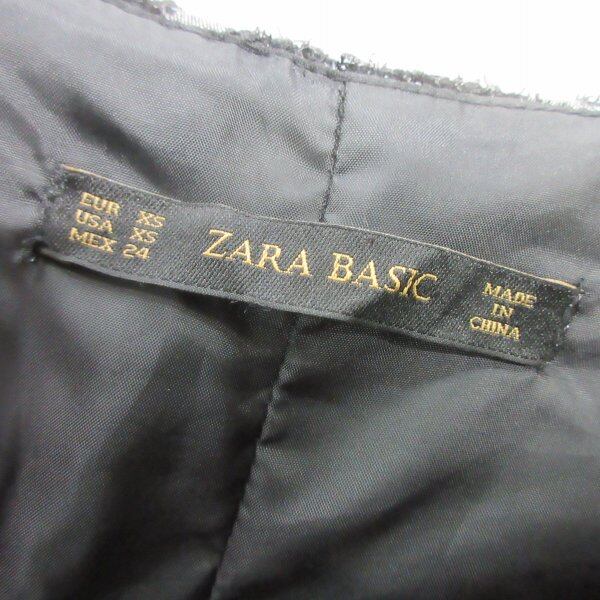 EUR XS
USA XS
MEX 24
ZARA BASIC
MADE
IN
CHINA